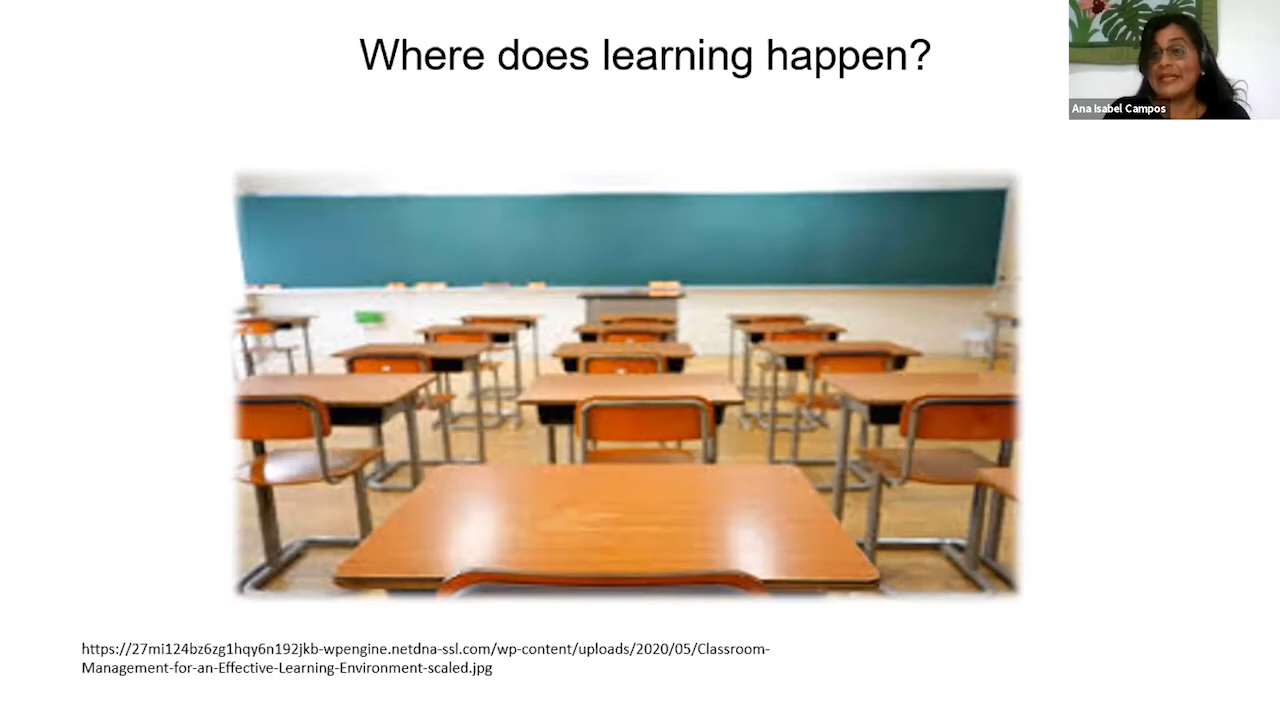 Where does learning happen?
Ana Isabel Campos
https://27mi124bz6zg1hqy6n192jkb-wpengine.netdna-ssl.com/wp-content/uploads/2020/05/Classroom-
Management-for-an-Effective-Learning-Environment-scaled.jpg